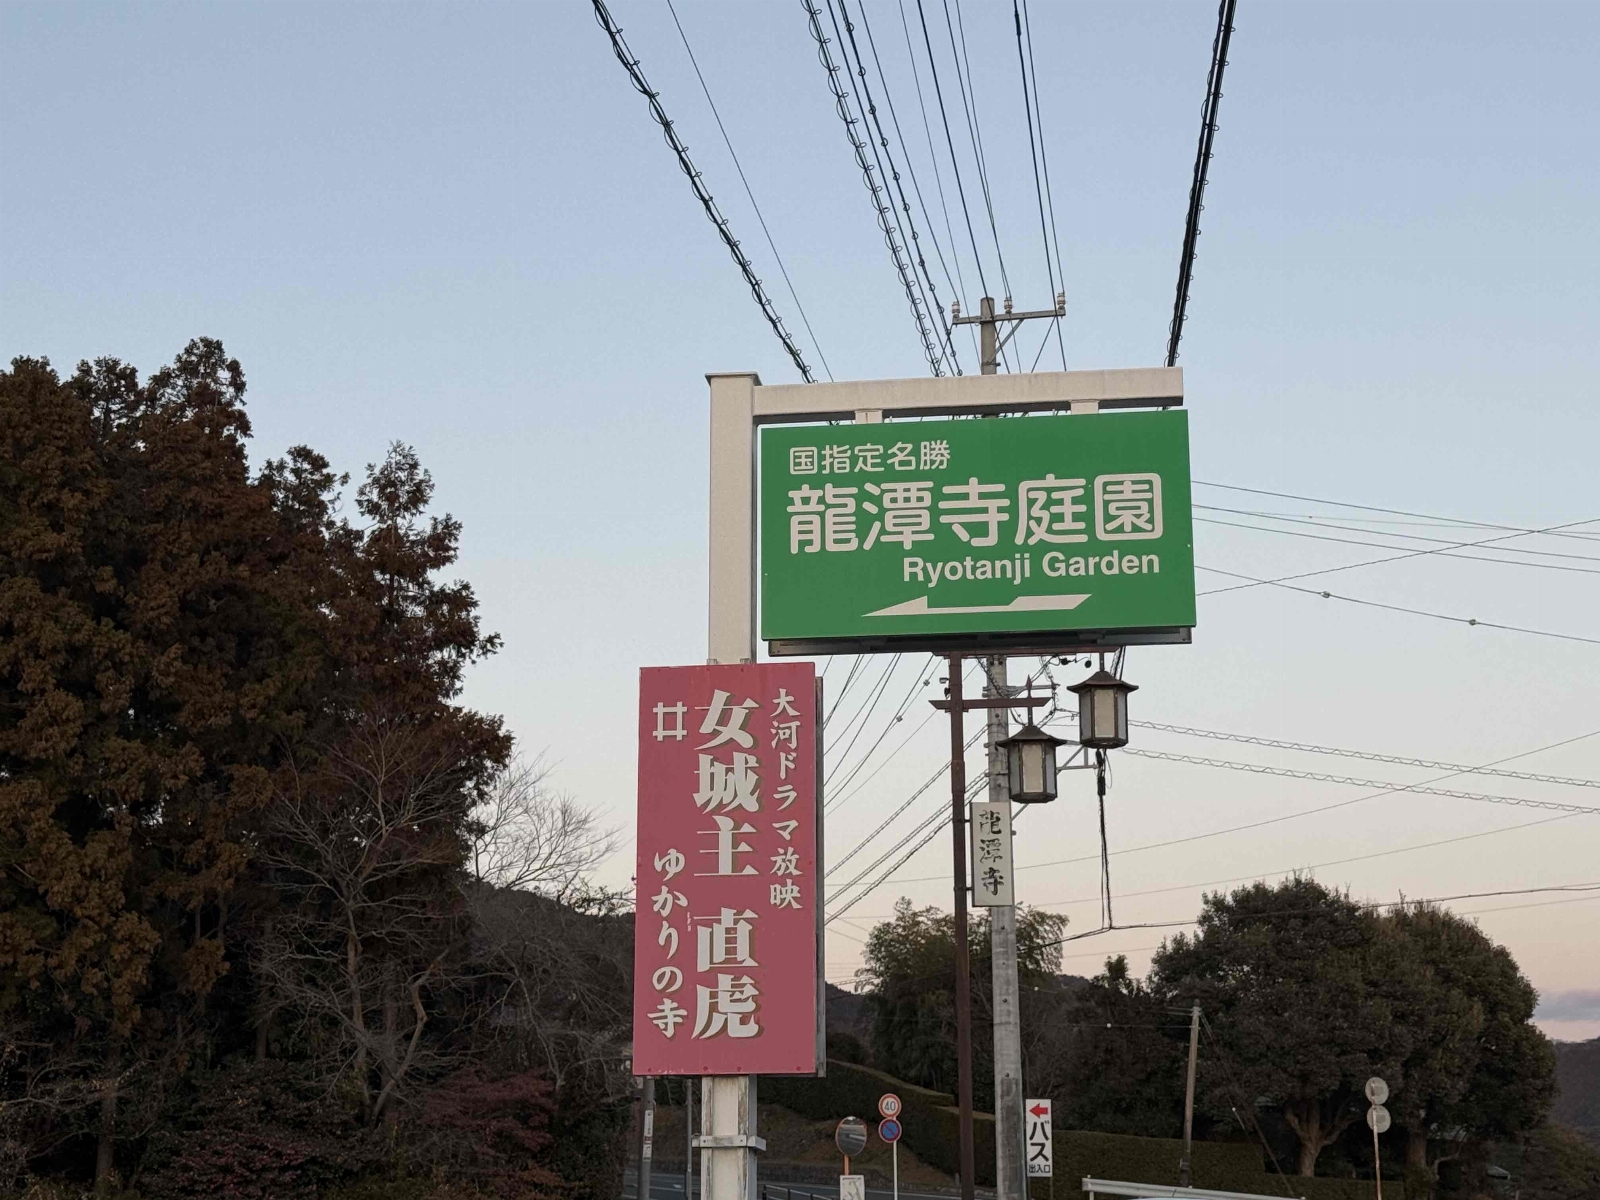 国指定名勝
龍潭寺庭園
Ryotanji Garden
大河ドラマ放映
女城主 直虎
井 ゆかりの寺
龍潭寺
40
バス
出入口